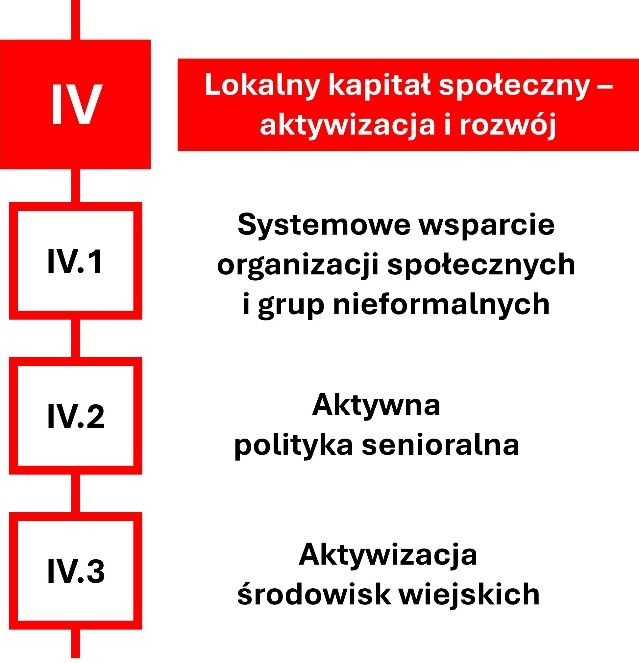 IV
Lokalny kapitał społeczny –
aktywizacja i rozwój
IV.1
Systemowe wsparcie
organizacji społecznych
i grup nieformalnych
IV.2
Aktywna
polityka senioralna
IV.3
Aktywizacja
środowisk wiejskich